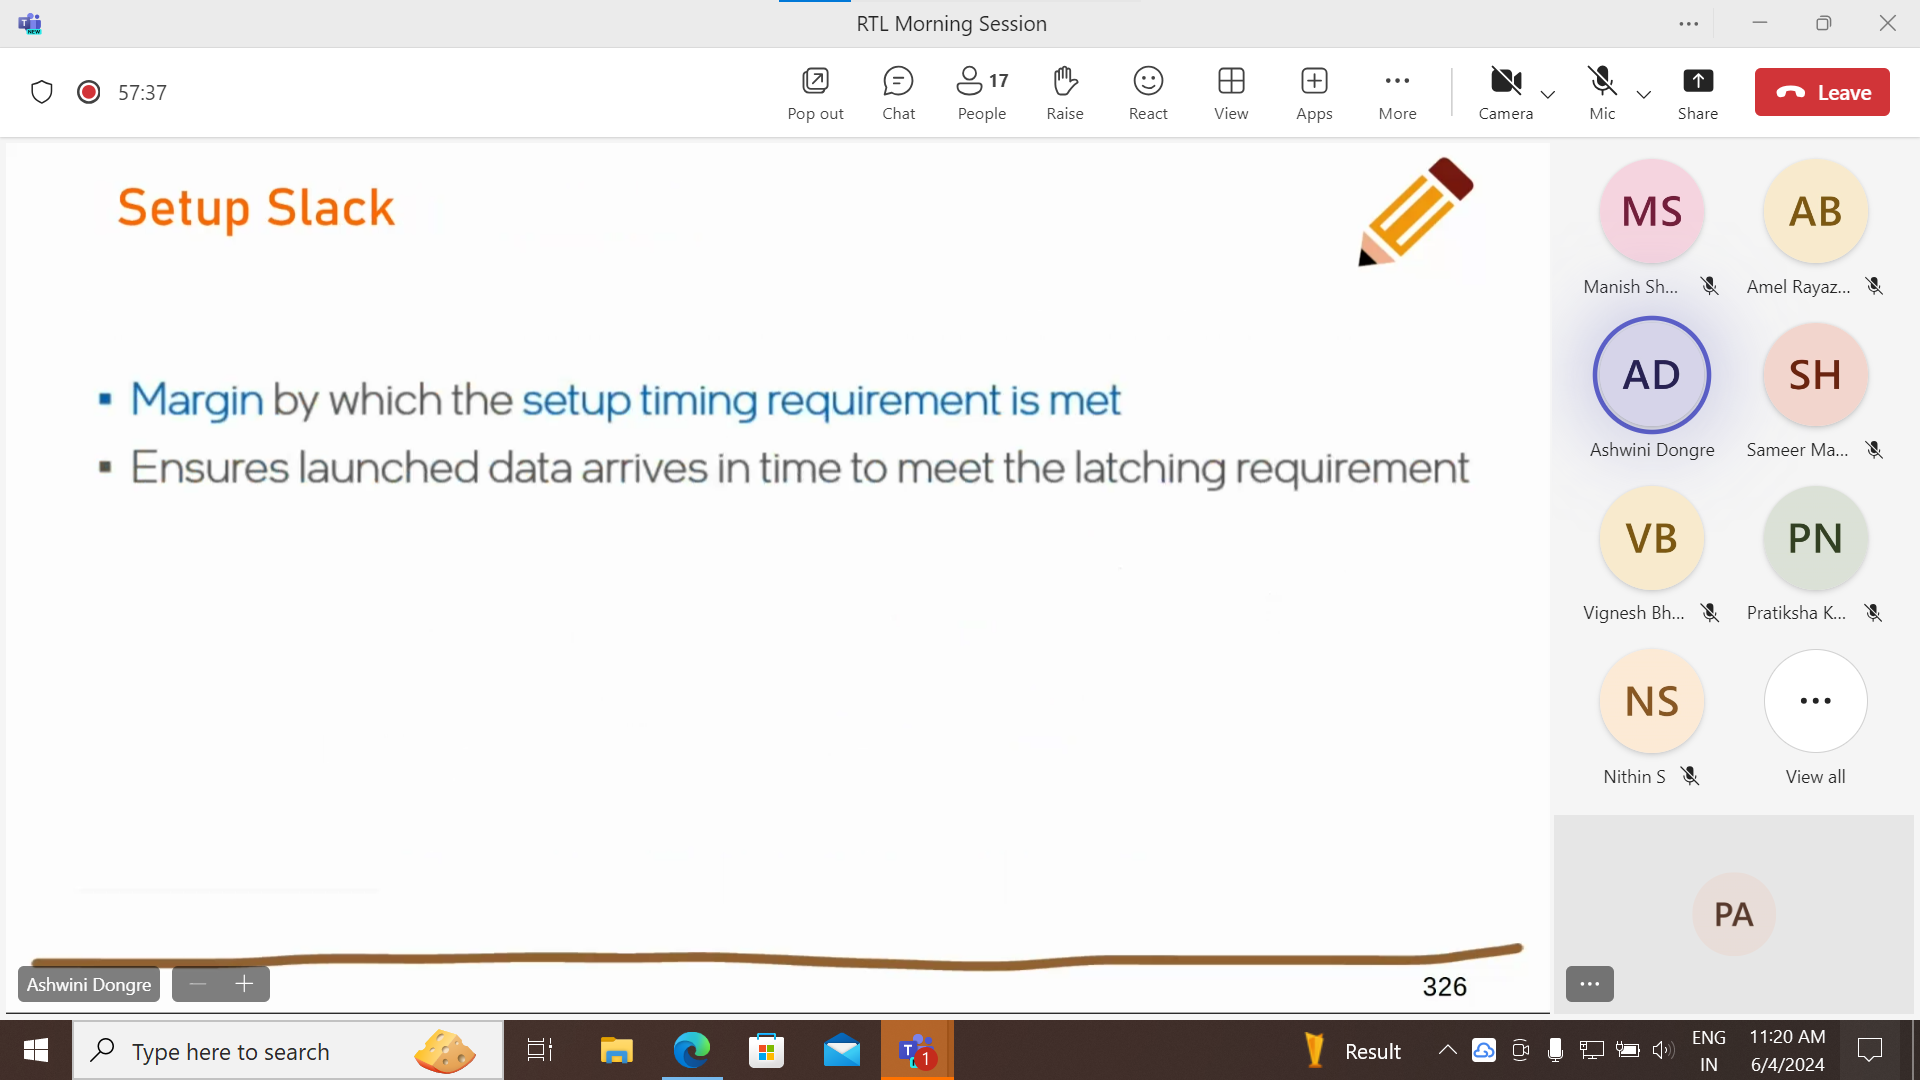 RTL Morning Session
57:37
Pop out
Chat
17
People
Raise
React
View
Apps
More
Camera
Mic
Share
Leave
Setup Slack
Margin by which the setup timing requirement is met
Ensures launched data arrives in time to meet the latching requirement
326
Ashwini Dongre
MS
Manish Sh...
AB
Amel Rayaz...
AD
Ashwini Dongre
SH
Sameer Ma...
VB
Vignesh Bh...
PN
Pratiksha K...
NS
Nithin S
View all
PA
Type here to search
NEW
T
1
Result
ENG
IN
11:20 AM
6/4/2024